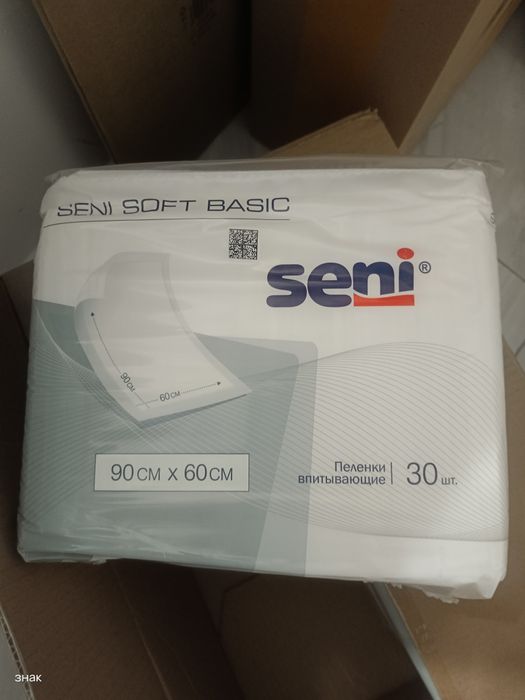 SENI SOFT BASIC
seni®
90СМ
60СМ
90СМ х 60СМ
Пеленки
впитывающие
30 шт.
знак